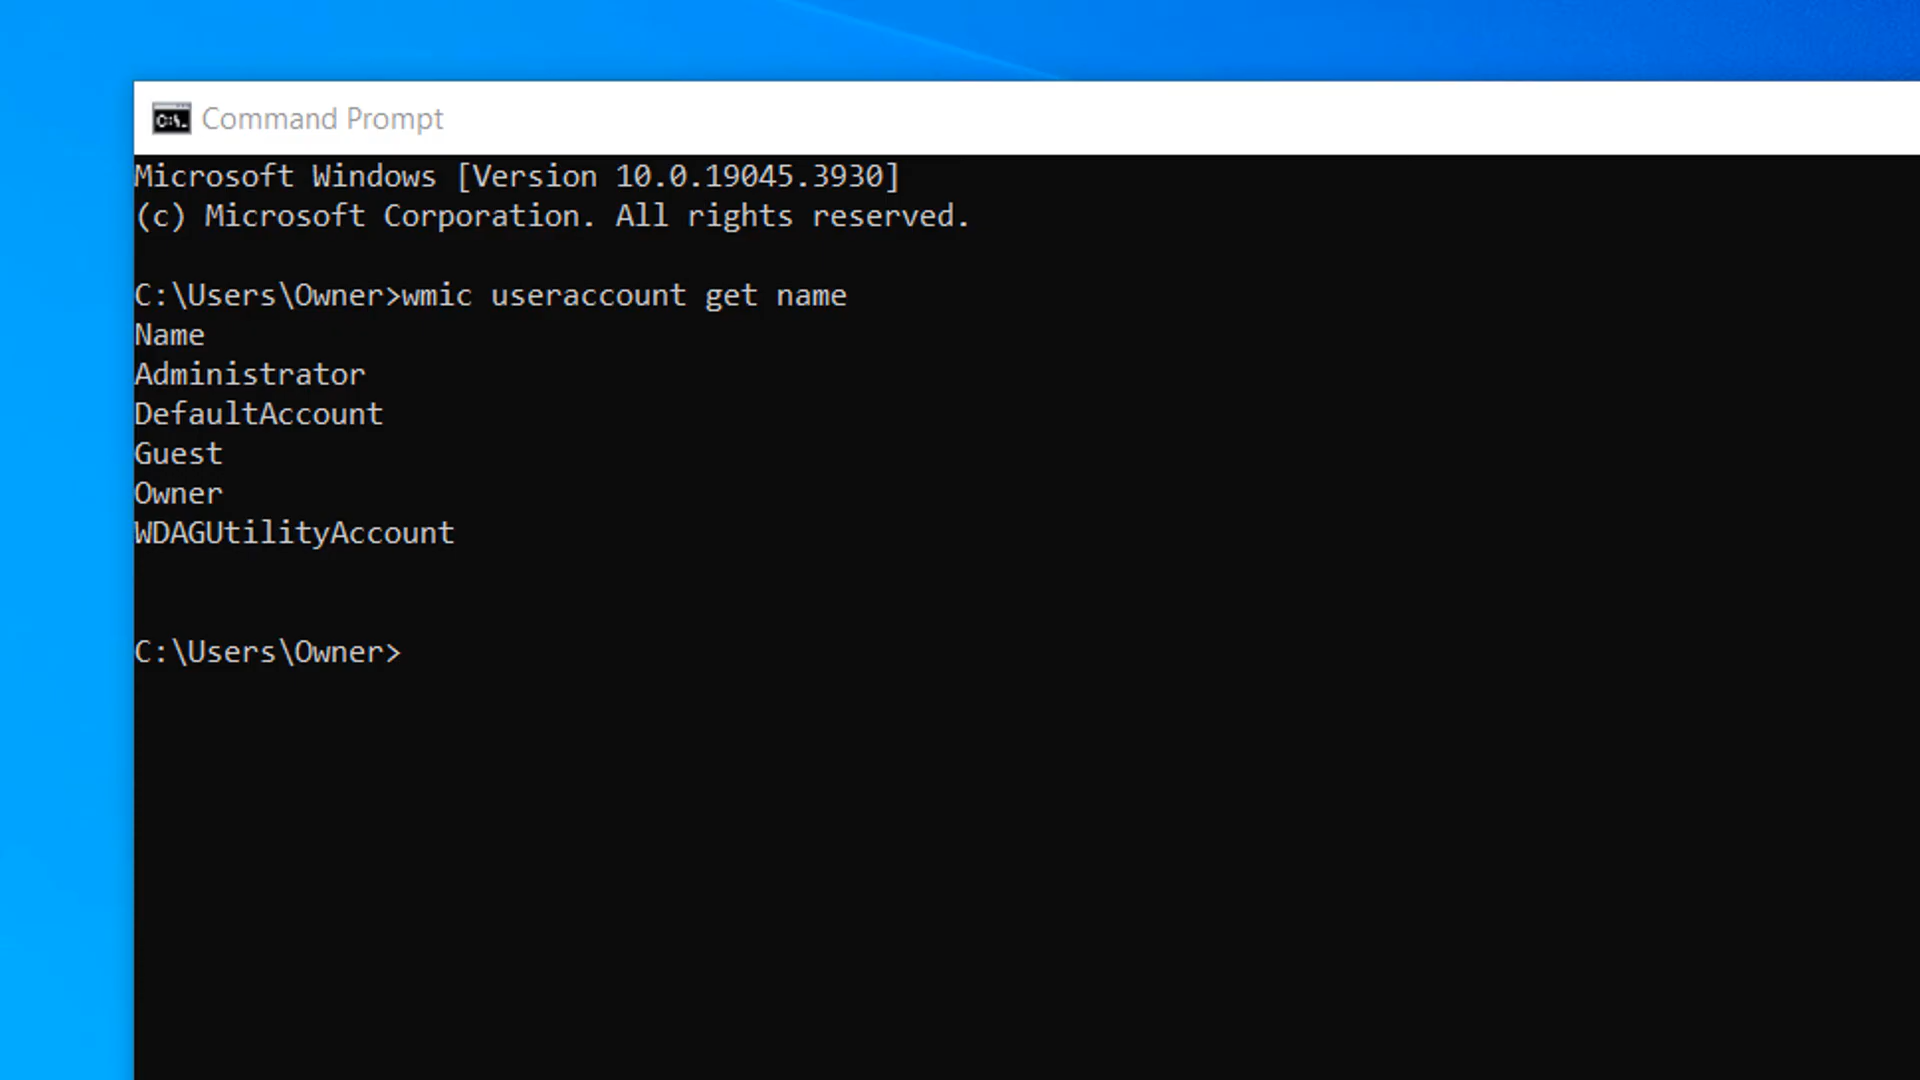 C:\.
Command Prompt
Microsoft Windows [Version 10.0.19045.3930]
(c) Microsoft Corporation. All rights reserved.
C:\Users\Owner>wmic useraccount get name
Name
Administrator
DefaultAccount
Guest
Owner
WDAGUtilityAccount
C:\Users\Owner>